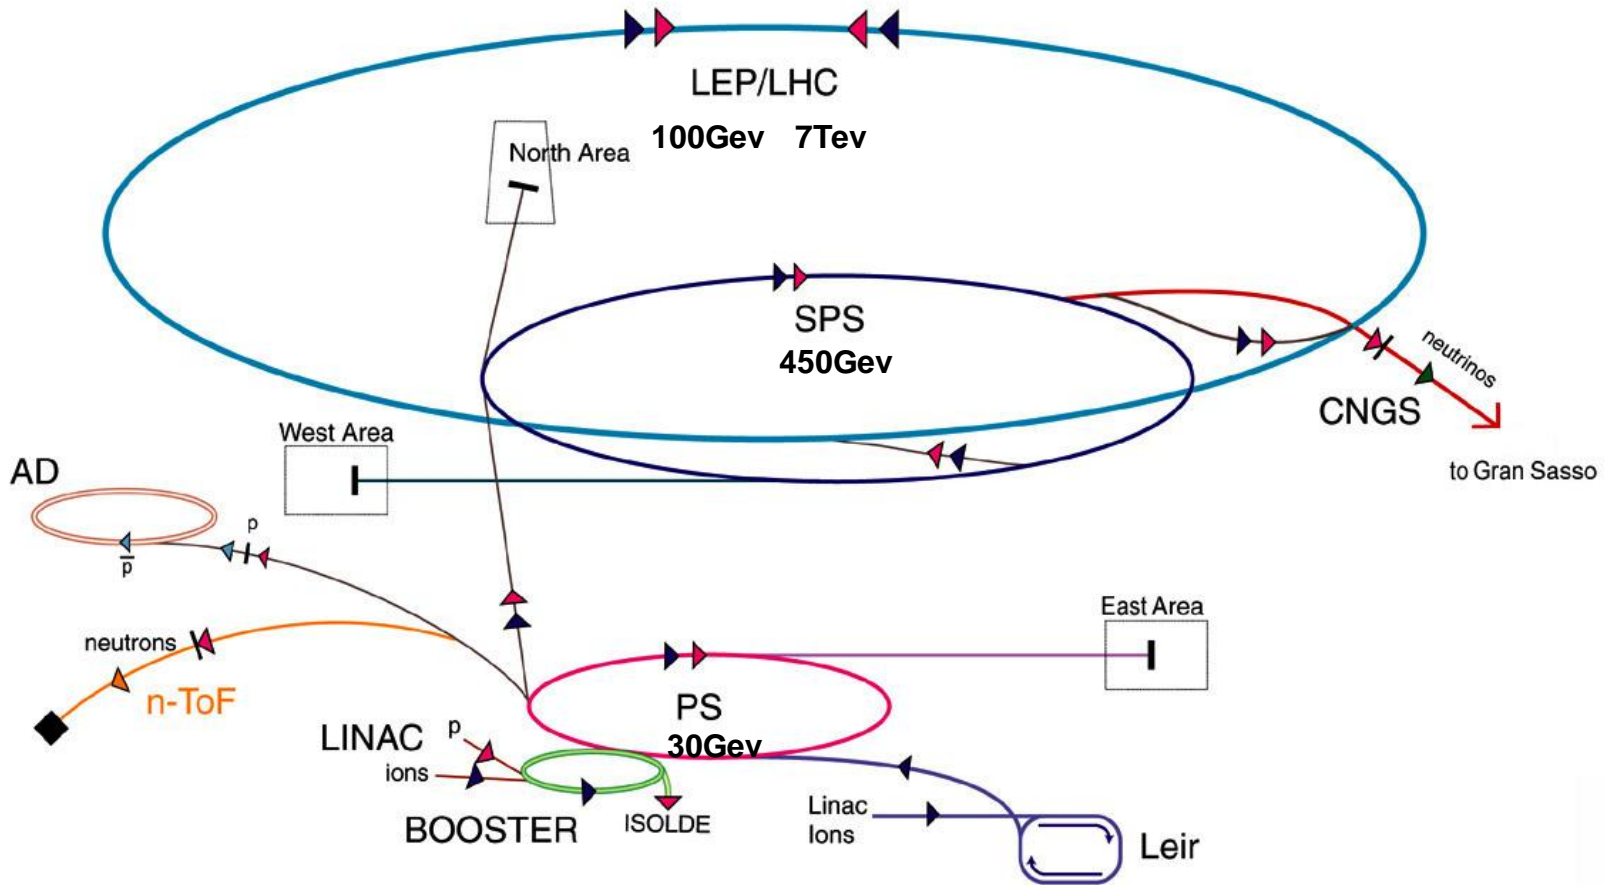 LEP/LHC
100Gev 7Tev
North Area
SPS
450Gev
neutrinos
CNGS
to Gran Sasso
West Area
AD
p
p̅
East Area
neutrons
n-ToF
PS
30Gev
LINAC
p
ions
BOOSTER
ISOLDE
Linac
Ions
Leir